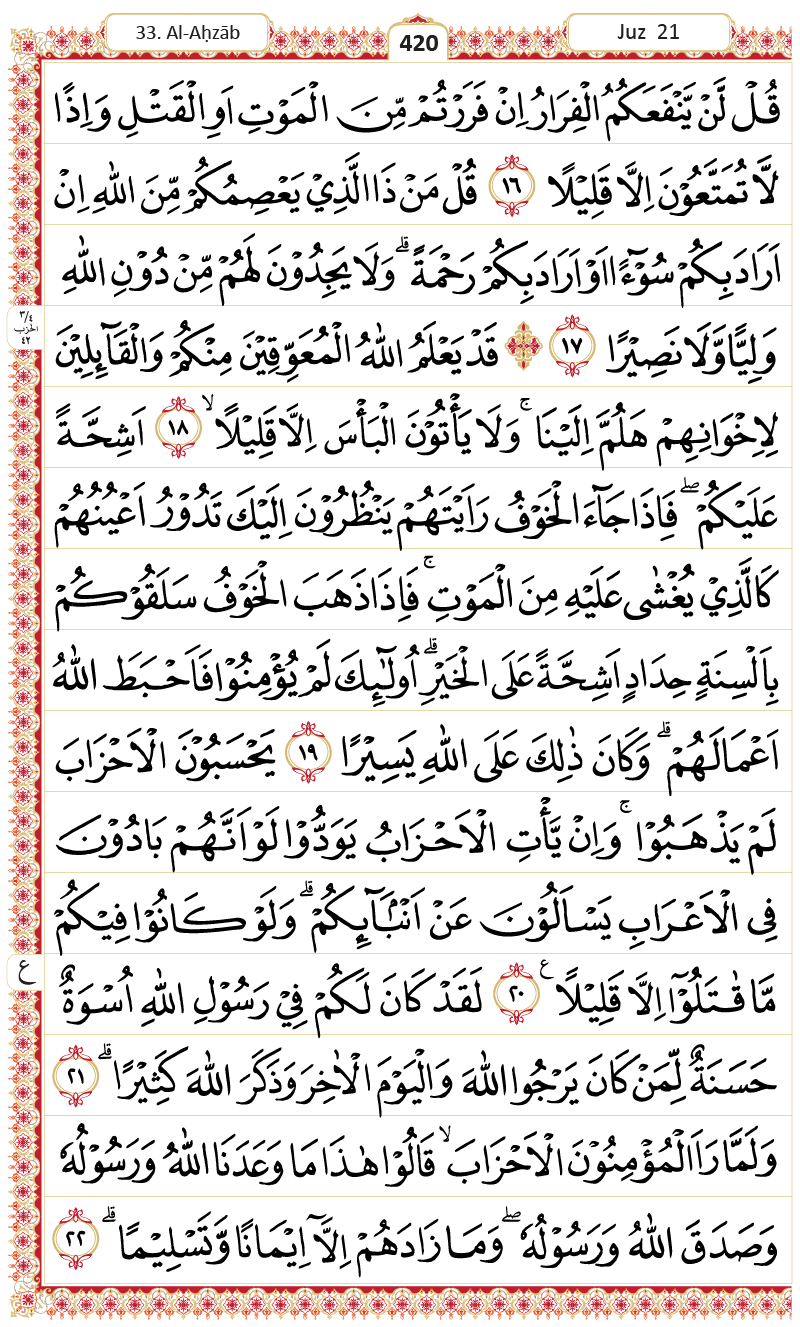 33. Al-Aḥzāb
420
Juz 21
قُلْ لَّنْ يَّنْفَعَكُمُ الْفِرَارُ اِنْ فَرَرْتُمْ مِّنَ الْمَوْتِ اَوِ الْقَتْلِ وَاِذًا
لَّا تُمَتَّعُوْنَ اِلَّا قَلِيْلًا ١٦ قُلْ مَنْ ذَا الَّذِيْ يَعْصِمُكُمْ مِّنَ اللّٰهِ اِنْ
اَرَادَ بِكُمْ سُوْۤءًا اَوْ اَرَادَ بِكُمْ رَحْمَةً ۗ وَلَا يَجِدُوْنَ لَهُمْ مِّنْ دُوْنِ اللّٰهِ
٣/٤
الحزب
٤٢
وَلِيًّا وَّلَا نَصِيْرًا ١٧ ۞ قَدْ يَعْلَمُ اللّٰهُ الْمُعَوِّقِيْنَ مِنْكُمْ وَالْقَاۤىِٕلِيْنَ
لِاِخْوَانِهِمْ هَلُمَّ اِلَيْنَا ۚ وَلَا يَأْتُوْنَ الْبَأْسَ اِلَّا قَلِيْلًا ۙ ١٨ اَشِحَّةً
عَلَيْكُمْ ۖ فَاِذَا جَاۤءَ الْخَوْفُ رَاَيْتَهُمْ يَنْظُرُوْنَ اِلَيْكَ تَدُوْرُ اَعْيُنُهُمْ
كَالَّذِيْ يُغْشٰى عَلَيْهِ مِنَ الْمَوْتِ ۚ فَاِذَا ذَهَبَ الْخَوْفُ سَلَقُوْكُمْ
بِاَلْسِنَةٍ حِدَادٍ اَشِحَّةً عَلَى الْخَيْرِ ۗ اُولٰۤىِٕكَ لَمْ يُؤْمِنُوْا فَاَحْبَطَ اللّٰهُ
اَعْمَالَهُمْ ۗ وَكَانَ ذٰلِكَ عَلَى اللّٰهِ يَسِيْرًا ١٩ يَحْسَبُوْنَ الْاَحْزَابَ
لَمْ يَذْهَبُوْا ۚ وَاِنْ يَّأْتِ الْاَحْزَابُ يَوَدُّوْا لَوْ اَنَّهُمْ بَادُوْنَ
فِى الْاَعْرَابِ يَسْاَلُوْنَ عَنْ اَنْۢبَاۤىِٕكُمْ ۗ وَلَوْ كَانُوْا فِيْكُمْ
ع
مَّا قٰتَلُوْٓا اِلَّا قَلِيْلًا ࣖ ٢٠ لَقَدْ كَانَ لَكُمْ فِيْ رَسُوْلِ اللّٰهِ اُسْوَةٌ
حَسَنَةٌ لِّمَنْ كَانَ يَرْجُوا اللّٰهَ وَالْيَوْمَ الْاٰخِرَ وَذَكَرَ اللّٰهَ كَثِيْرًا ۗ ٢١
وَلَمَّا رَاَ الْمُؤْمِنُوْنَ الْاَحْزَابَ ۙ قَالُوْا هٰذَا مَا وَعَدَنَا اللّٰهُ وَرَسُوْلُهٗ
وَصَدَقَ اللّٰهُ وَرَسُوْلُهٗ ۖ وَمَا زَادَهُمْ اِلَّآ اِيْمَانًا وَّتَسْلِيْمًا ۗ ٢٢